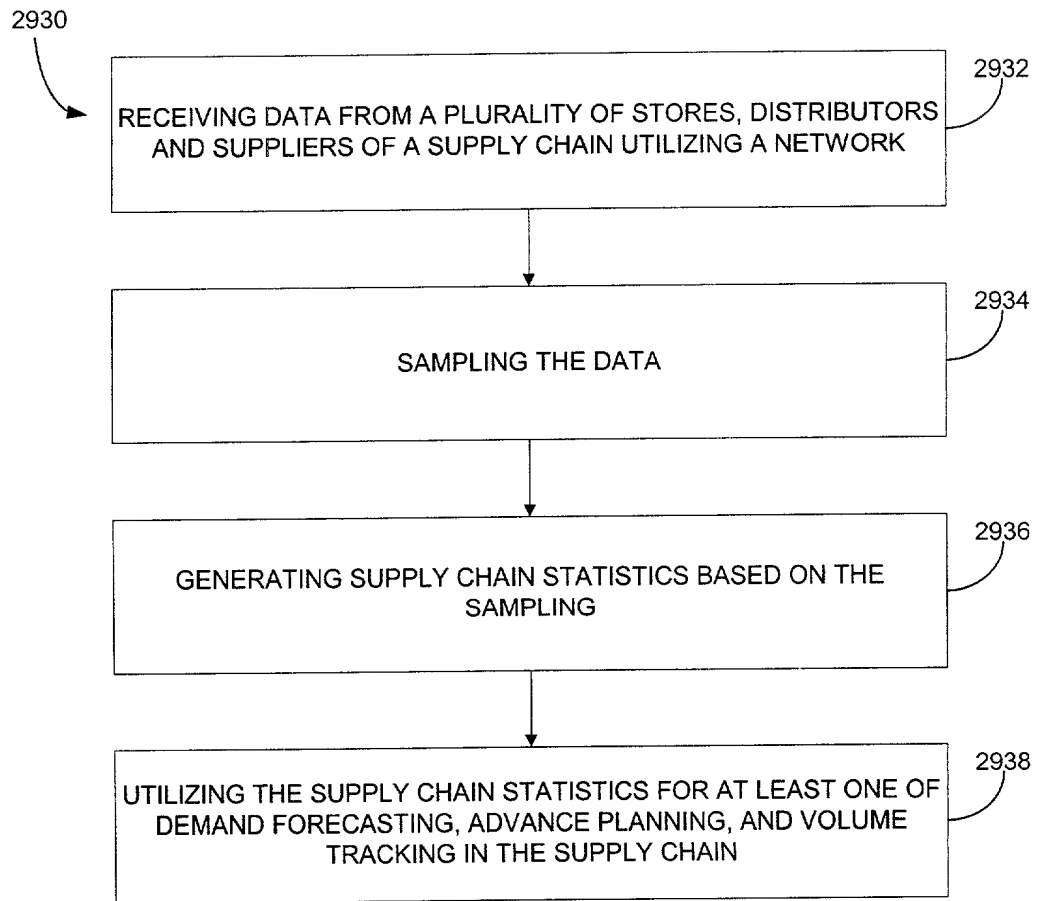 2930
2932
RECEIVING DATA FROM A PLURALITY OF STORES, DISTRIBUTORS
AND SUPPLIERS OF A SUPPLY CHAIN UTILIZING A NETWORK
2934
SAMPLING THE DATA
2936
GENERATING SUPPLY CHAIN STATISTICS BASED ON THE
SAMPLING
2938
UTILIZING THE SUPPLY CHAIN STATISTICS FOR AT LEAST ONE OF
DEMAND FORECASTING, ADVANCE PLANNING, AND VOLUME
TRACKING IN THE SUPPLY CHAIN